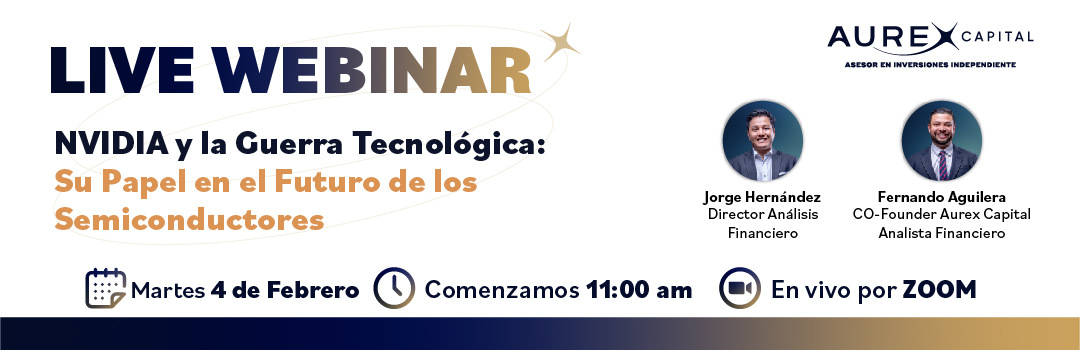 LIVE WEBINAR
NVIDIA y la Guerra Tecnológica:
Su Papel en el Futuro de los
Semiconductores
AUREX CAPITAL
ASESOR EN INVERSIONES INDEPENDIENTE
Jorge Hernández
Director Análisis
Financiero
Fernando Aguilera
CO-Founder Aurex Capital
Analista Financiero
Martes 4 de Febrero
Comenzamos 11:00 am
En vivo por ZOOM